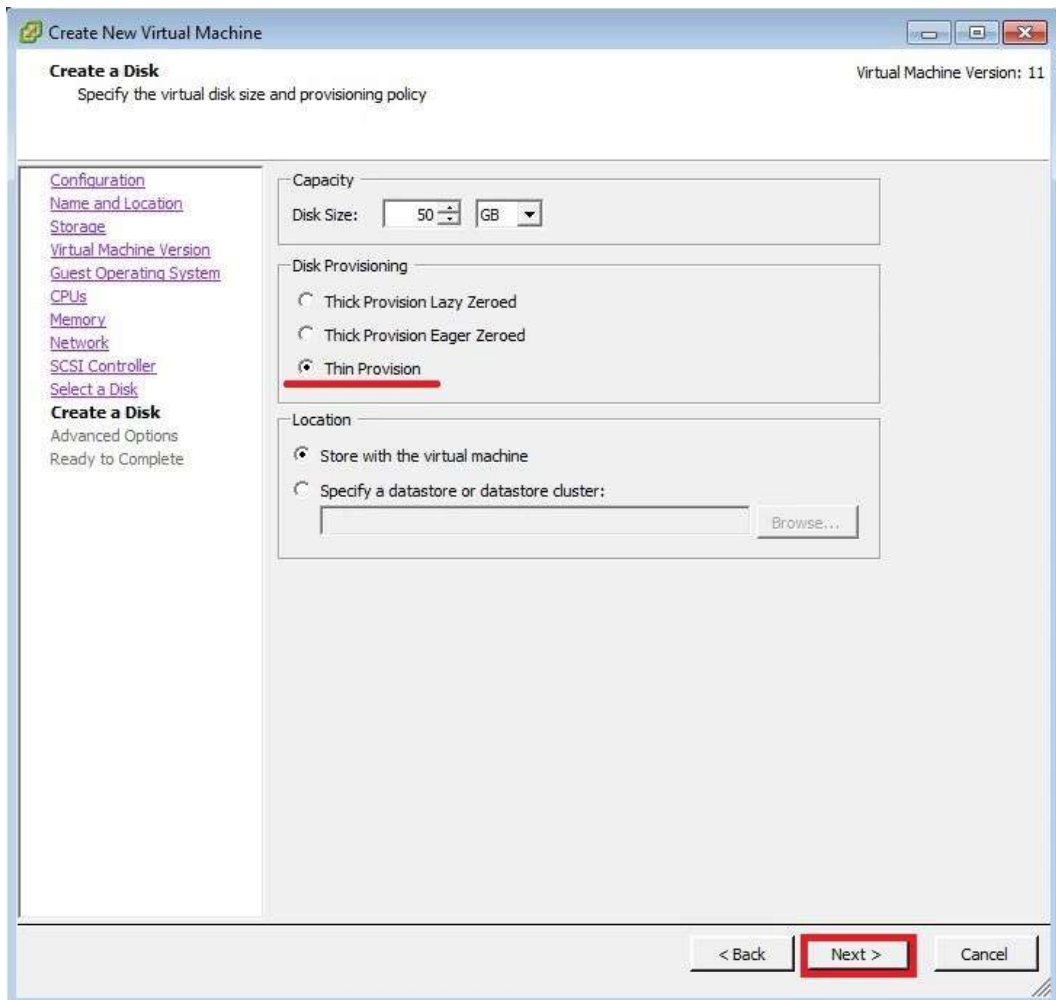 Create New Virtual Machine
Create a Disk
Virtual Machine Version: 11
Specify the virtual disk size and provisioning policy
Configuration
Name and Location
Storage
Virtual Machine Version
Guest Operating System
CPUs
Memory
Network
SCSI Controller
Select a Disk
Create a Disk
Advanced Options
Ready to Complete
Capacity
Disk Size: 50 GB
Disk Provisioning
Thick Provision Lazy Zeroed
Thick Provision Eager Zeroed
Thin Provision
Location
Store with the virtual machine
Specify a datastore or datastore cluster:
Browse...
< Back Next > Cancel